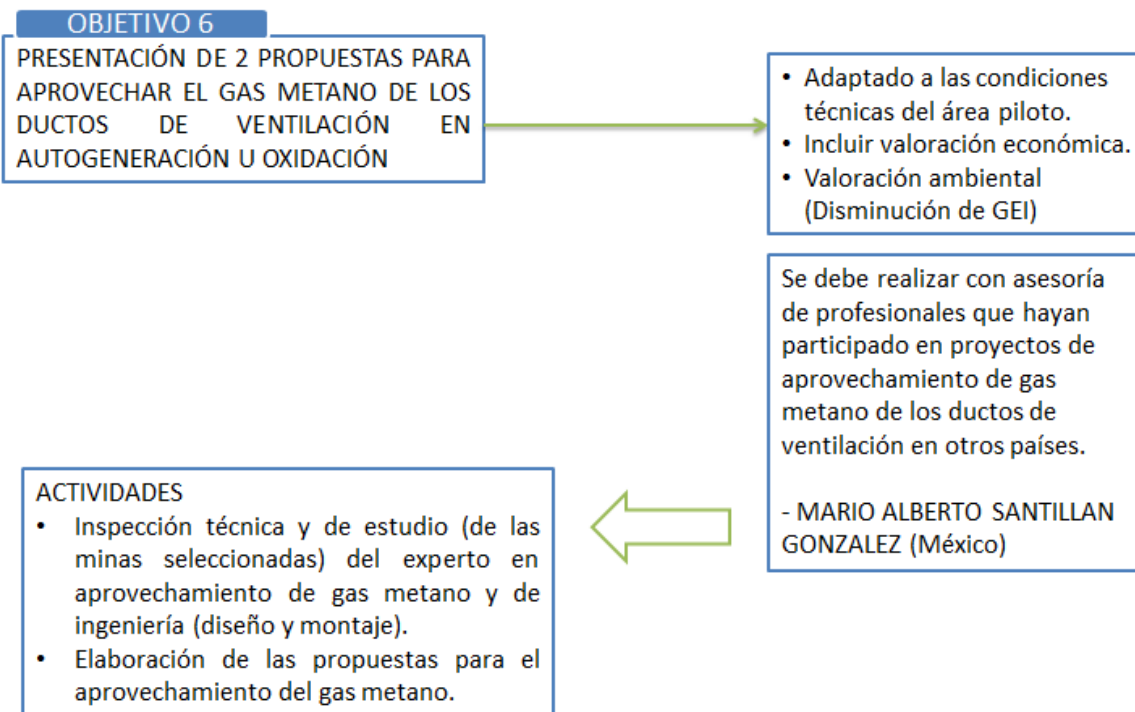 OBJETIVO 6
PRESENTACIÓN DE 2 PROPUESTAS PARA
APROVECHAR EL GAS METANO DE LOS
DUCTOS DE VENTILACIÓN EN
AUTOGENERACIÓN U OXIDACIÓN
• Adaptado a las condiciones
técnicas del área piloto.
• Incluir valoración económica.
• Valoración ambiental
(Disminución de GEI)
Se debe realizar con asesoría
de profesionales que hayan
participado en proyectos de
aprovechamiento de gas
metano de los ductos de
ventilación en otros países.
- MARIO ALBERTO SANTILLAN
GONZALEZ (México)
ACTIVIDADES
• Inspección técnica y de estudio (de las
minas seleccionadas) del experto en
aprovechamiento de gas metano y de
ingeniería (diseño y montaje).
• Elaboración de las propuestas para el
aprovechamiento del gas metano.